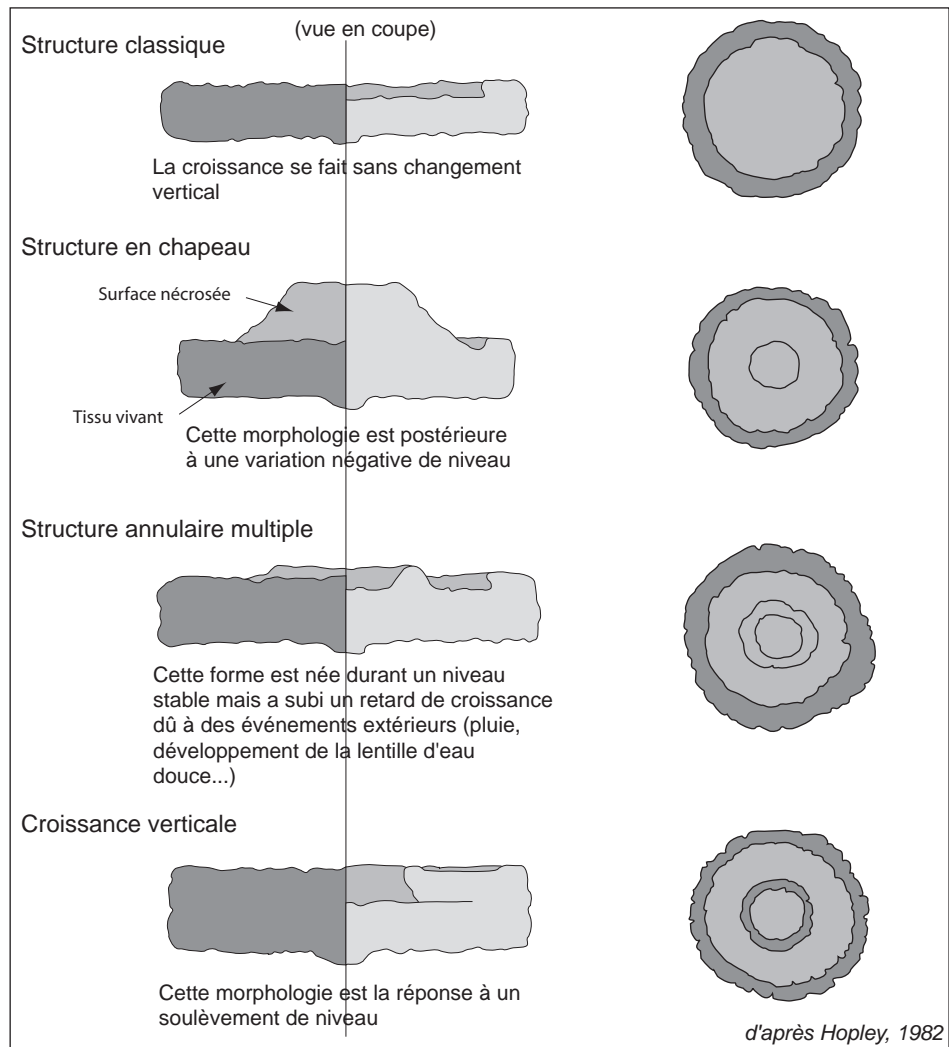 (vue en coupe)
Structure classique
La croissance se fait sans changement
vertical
Structure en chapeau
Surface nécrosée
Tissu vivant
Cette morphologie est postérieure
à une variation négative de niveau
Structure annulaire multiple
Cette forme est née durant un niveau
stable mais a subi un retard de croissance
dû à des événements extérieurs (pluie,
développement de la lentille d'eau
douce...)
Croissance verticale
Cette morphologie est la réponse à un
soulèvement de niveau
d'après Hopley, 1982